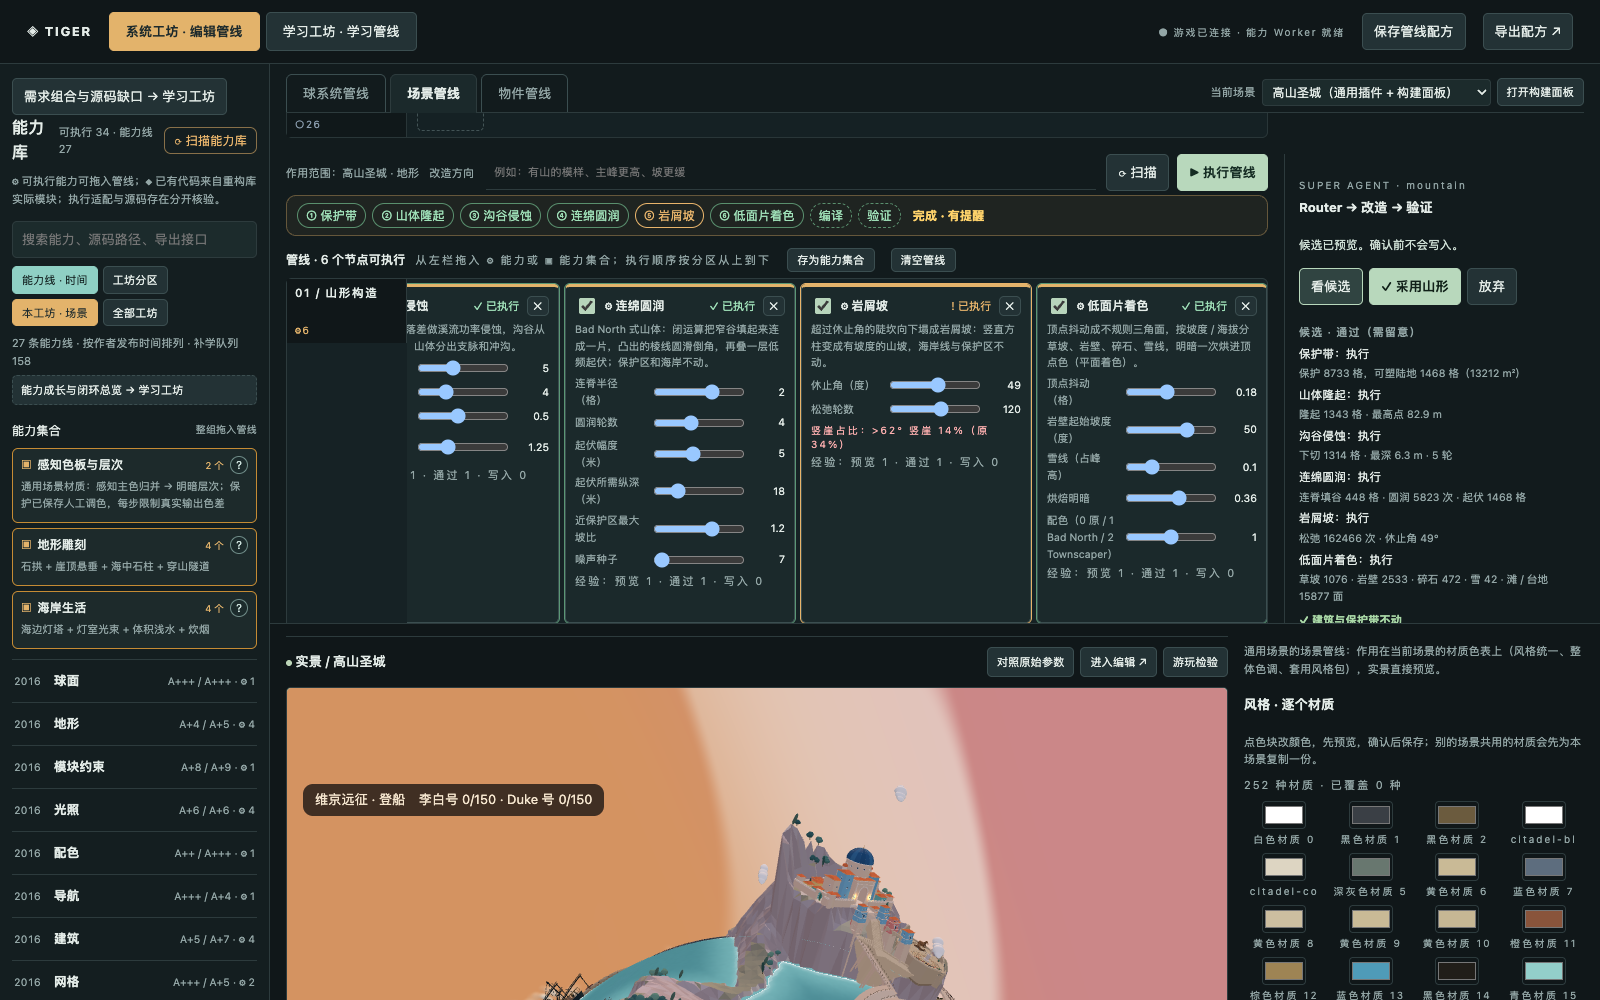 ◈ TIGER
系统工坊 · 编辑管线
学习工坊 · 学习管线
游戏已连接 · 能力 Worker 就绪
保存管线配方
导出配方 ↗
需求组合与源码缺口 → 学习工坊
能力库
可执行 34 · 能力线 27
⟳ 扫描能力库
⚙ 可执行能力可拖入管线；◆ 已有代码来自重构库
实际模块；执行适配与源码存在分开核验。
搜索能力、源码路径、导出接口
能力线 · 时间
工坊分区
本工坊 · 场景
全部工坊
27 条能力线 · 按作者发布时间排列 · 补学队列
158
能力成长与闭环总览 → 学习工坊
能力集合
整组拖入管线
▣ 感知色板与层次
2 个
?
通用场景材质：感知主色归并 → 明暗层次；保
护已保存人工调色，每步限制真实输出色差
▣ 地形雕刻
4 个
?
石拱 + 崖顶悬垂 + 海中石柱 + 穿山隧道
▣ 海岸生活
4 个
?
海边灯塔 + 灯室光束 + 体积浅水 + 炊烟
2016 球面 A+++ / A+++ · ⚙ 1
2016 地形 A+4 / A+5 · ⚙ 4
2016 模块约束 A+8 / A+9 · ⚙ 1
2016 光照 A+6 / A+6 · ⚙ 4
2016 配色 A++ / A+++ · ⚙ 1
2016 导航 A+++ / A+4 · ⚙ 1
2016 建筑 A+5 / A+7 · ⚙ 4
2016 网格 A+++ / A+5 · ⚙ 2
球系统管线
场景管线
物件管线
当前场景
高山圣城（通用插件 + 构建面板）
打开构建面板
26
作用范围：高山圣城 · 地形
改造方向
例如：有山的模样、主峰更高、坡更缓
⟳ 扫描
▶ 执行管线
① 保护带
② 山体隆起
③ 沟谷侵蚀
④ 连绵圆润
⑤ 岩屑坡
⑥ 低面片着色
编译
验证
完成 · 有提醒
管线 · 6 个节点可执行
从左栏拖入 ⚙ 能力或 ▣ 能力集合；执行顺序按分区从上到下
存为能力集合
清空管线
01 / 山形构造
⚙6
侵蚀
✓ 已执行
✕
落差做溪流功率侵蚀，沟谷从
山体分出支脉和冲沟。
5
4
0.5
1.25
1 · 通过 1 · 写入 0
⚙ 连绵圆润
✓ 已执行
✕
Bad North 式山体：闭运算把窄谷填起来连
成一片，凸出的棱线圆滑倒角，再叠一层低
频起伏；保护区和海岸不动。
连脊半径（格） 2
圆润轮数 4
起伏幅度（米） 5
起伏所需纵深（米） 18
近保护区最大坡比 1.2
噪声种子 7
经验：预览 1 · 通过 1 · 写入 0
⚙ 岩屑坡
! 已执行
✕
超过休止角的陡坎向下塌成岩屑：竖直方
柱变成有坡度的山坡，海岸线与保护区不
动。
休止角（度） 49
松弛轮数 120
竖崖占比：>62° 竖崖 14%（原
34%）
经验：预览 1 · 通过 1 · 写入 0
⚙ 低面片着色
✓ 已执行
✕
顶点抖动成不规则三角面，按坡度 / 海拔分
草坡、岩壁、碎石、雪线，明暗一次烘进顶
点色（平面着色）。
顶点抖动（格） 0.18
岩壁起始坡度（度） 50
雪线（占峰高） 0.1
烘焙明暗 0.36
配色（0 原 / 1 Bad North / 2 Townscaper） 1
经验：预览 1 · 通过 1 · 写入 0
SUPER AGENT · mountain
Router → 改造 → 验证
候选已预览。确认前不会写入。
看候选
✓ 采用山形
放弃
候选 · 通过（需留意）
保护带：执行
保护 8733 格，可塑陆地 1468 格（13212 m²）
山体隆起：执行
隆起 1343 格 · 最高点 82.9 m
沟谷侵蚀：执行
下切 1314 格 · 最深 6.3 m · 5 轮
连绵圆润：执行
连脊填谷 448 格 · 圆润 5823 次 · 起伏 1468 格
岩屑坡：执行
松弛 162466 次 · 休止角 49°
低面片着色：执行
草坡 1076 · 岩壁 2533 · 碎石 472 · 雪 42 · 滩 / 台地
15877 面
✓ 建筑与保护带不动
实景 / 高山圣城
对照原始参数
进入编辑 ↗
游玩检验
维京远征 · 登船 李白号 0/150 · Duke 号 0/150
通用场景的场景管线：作用在当前场景的材质色表上（风格统一、整
体色调、套用风格包），实景直接预览。
风格 · 逐个材质
点色块改颜色，先预览，确认后保存；别的场景共用的材质会先为本
场景复制一份。
252 种材质 · 已覆盖 0 种
白色材质 0
黑色材质 1
黑色材质 2
citadel-bl
citadel-co
深灰色材质 5
黄色材质 6
蓝色材质 7
黄色材质 8
黄色材质 9
黄色材质 10
橙色材质 11
棕色材质 12
蓝色材质 13
黑色材质 14
青色材质 15